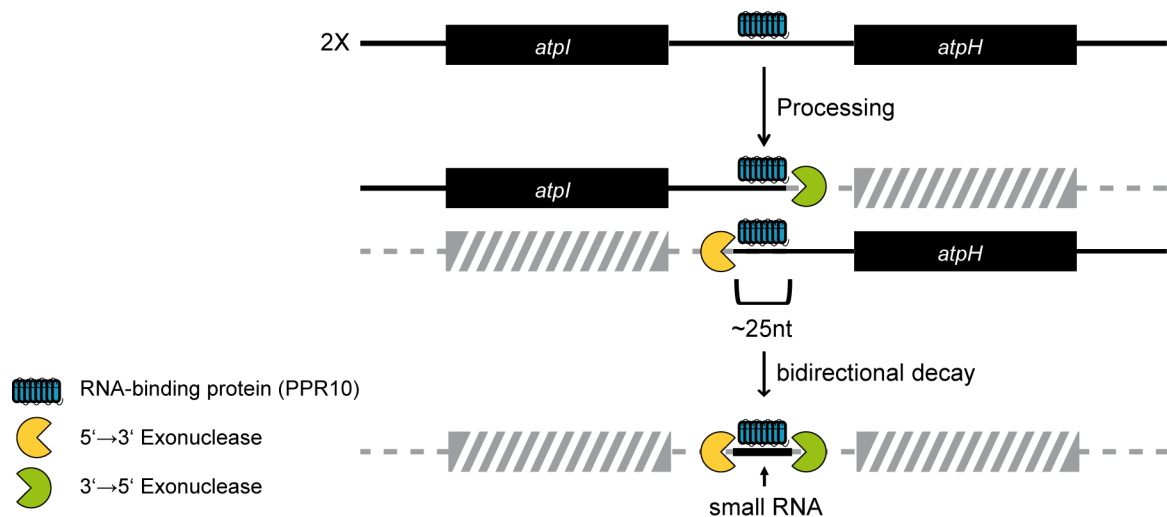 2X
atpI
atpH
Processing
atpI
atpH
~25nt
bidirectional decay
RNA-binding protein (PPR10)
5‘→3‘ Exonuclease
3‘→5‘ Exonuclease
small RNA